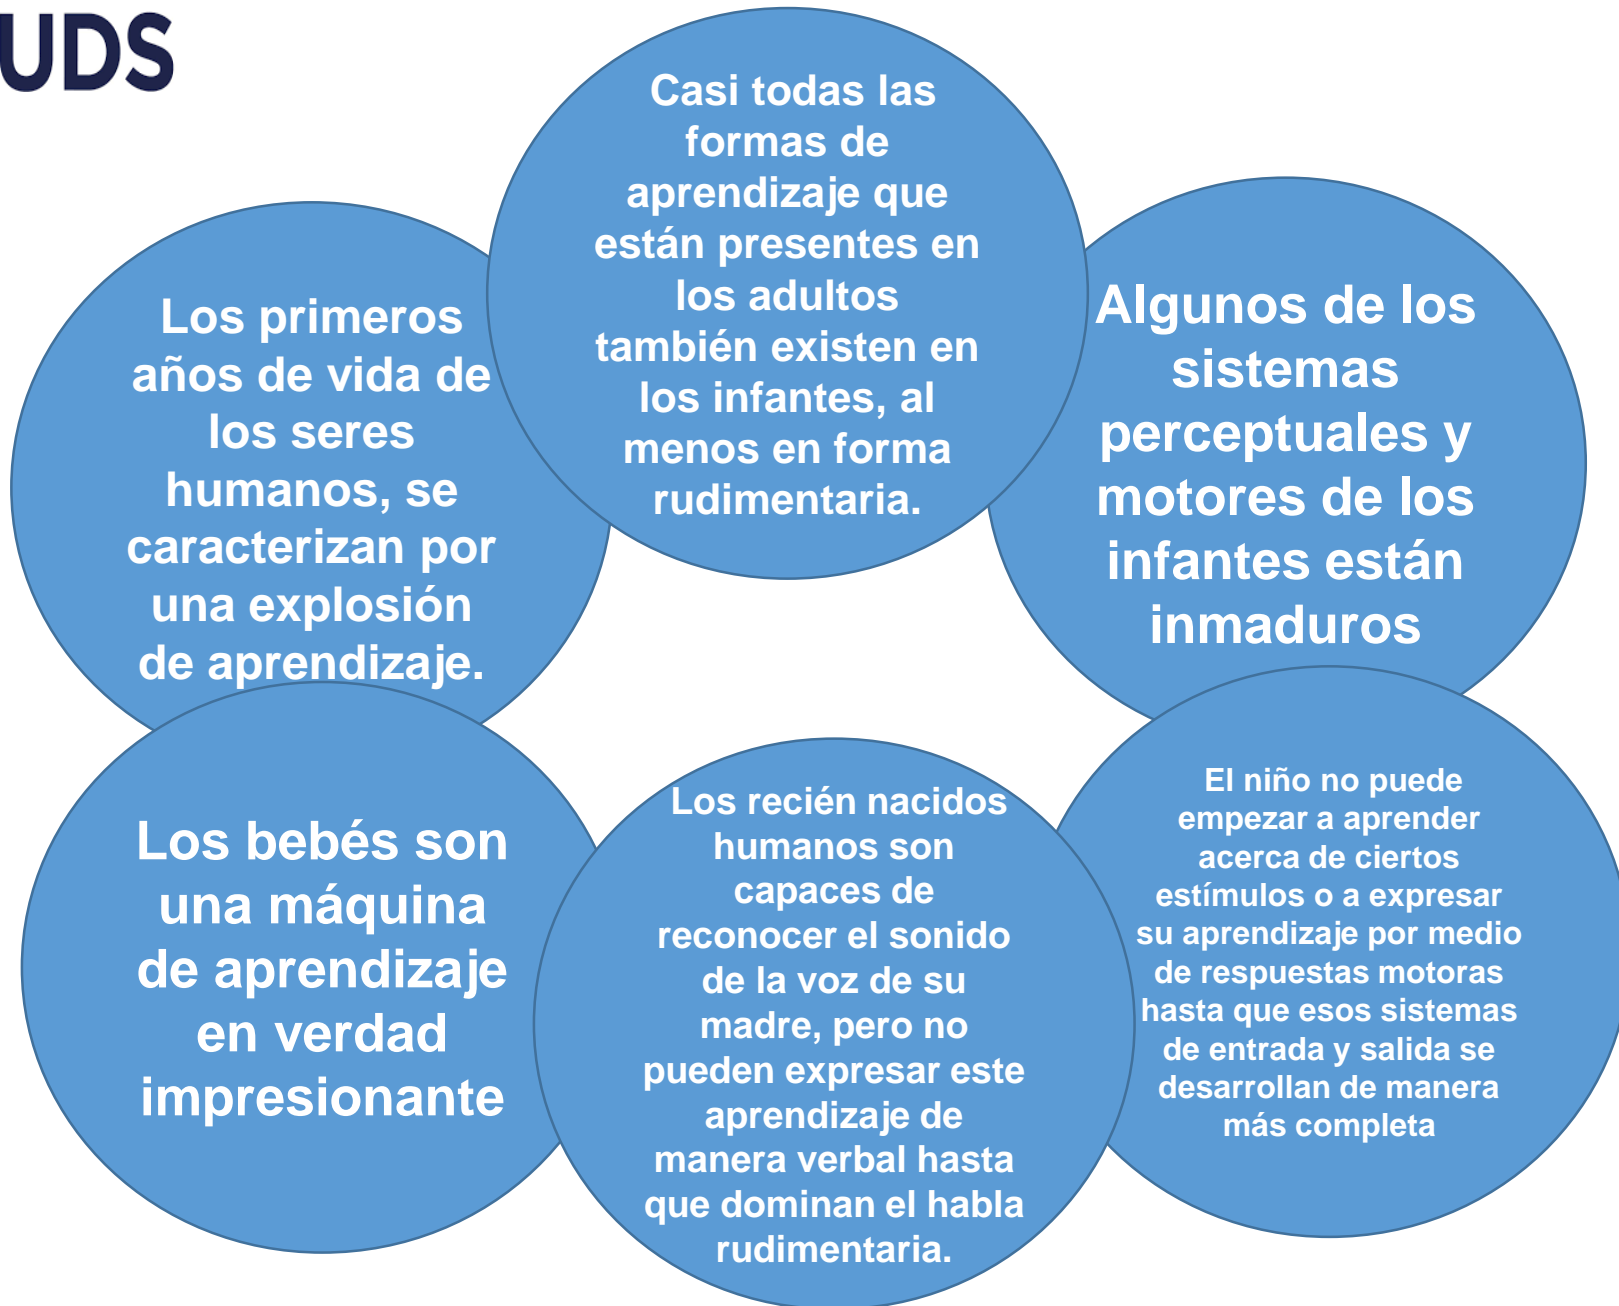 UDS
Los primeros
años de vida de
los seres
humanos, se
caracterizan por
una explosión
de aprendizaje.
Casi todas las
formas de
aprendizaje que
están presentes en
los adultos
también existen en
los infantes, al
menos en forma
rudimentaria.
Algunos de los
sistemas
perceptuales y
motores de los
infantes están
inmaduros
Los bebés son
una máquina
de aprendizaje
en verdad
impresionante
Los recién nacidos
humanos son
capaces de
reconocer el sonido
de la voz de su
madre, pero no
pueden expresar este
aprendizaje de
manera verbal hasta
que dominan el habla
rudimentaria.
El niño no puede
empezar a aprender
acerca de ciertos
estímulos o a expresar
su aprendizaje por medio
de respuestas motoras
hasta que esos sistemas
de entrada y salida se
desarrollan de manera
más completa